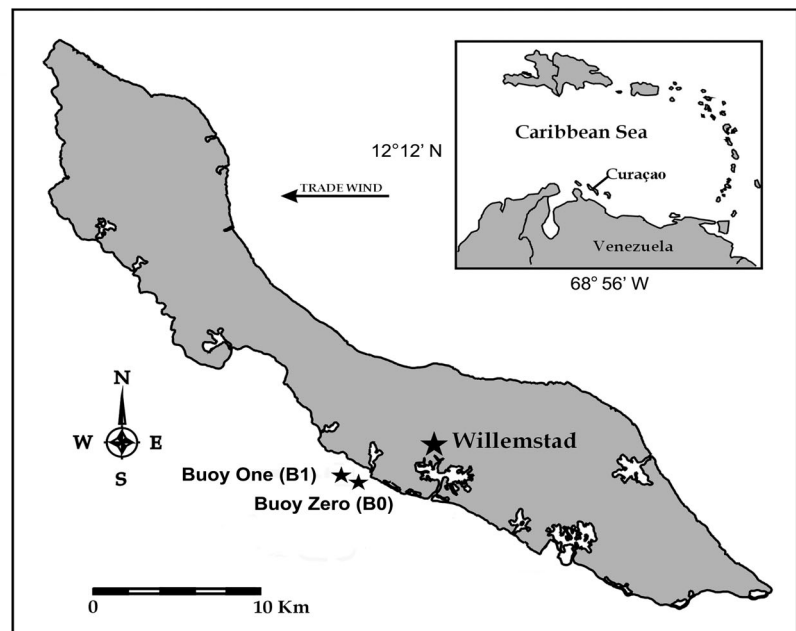 Caribbean Sea
12°12' N
Curaçao
TRADE WIND
Venezuela
68° 56' W
N
W E
S
Willemstad
Buoy One (B1)
Buoy Zero (B0)
0 10 Km